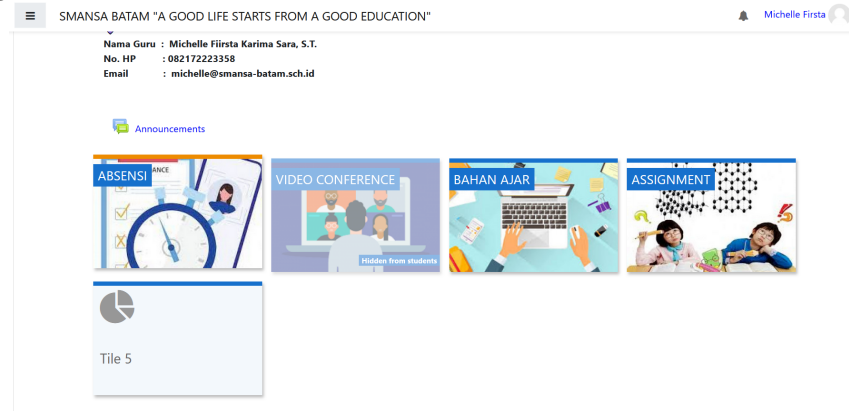 SMANSA BATAM "A GOOD LIFE STARTS FROM A GOOD EDUCATION"
Michelle Firsta
Nama Guru : Michelle Fiirsta Karima Sara, S.T.
No. HP : 082172223358
Email : michelle@smansa-batam.sch.id
Announcements
ABSENSI
ANCE
VIDEO CONFERENCE
Hidden from students
BAHAN AJAR
ASSIGNMENT
Tile 5